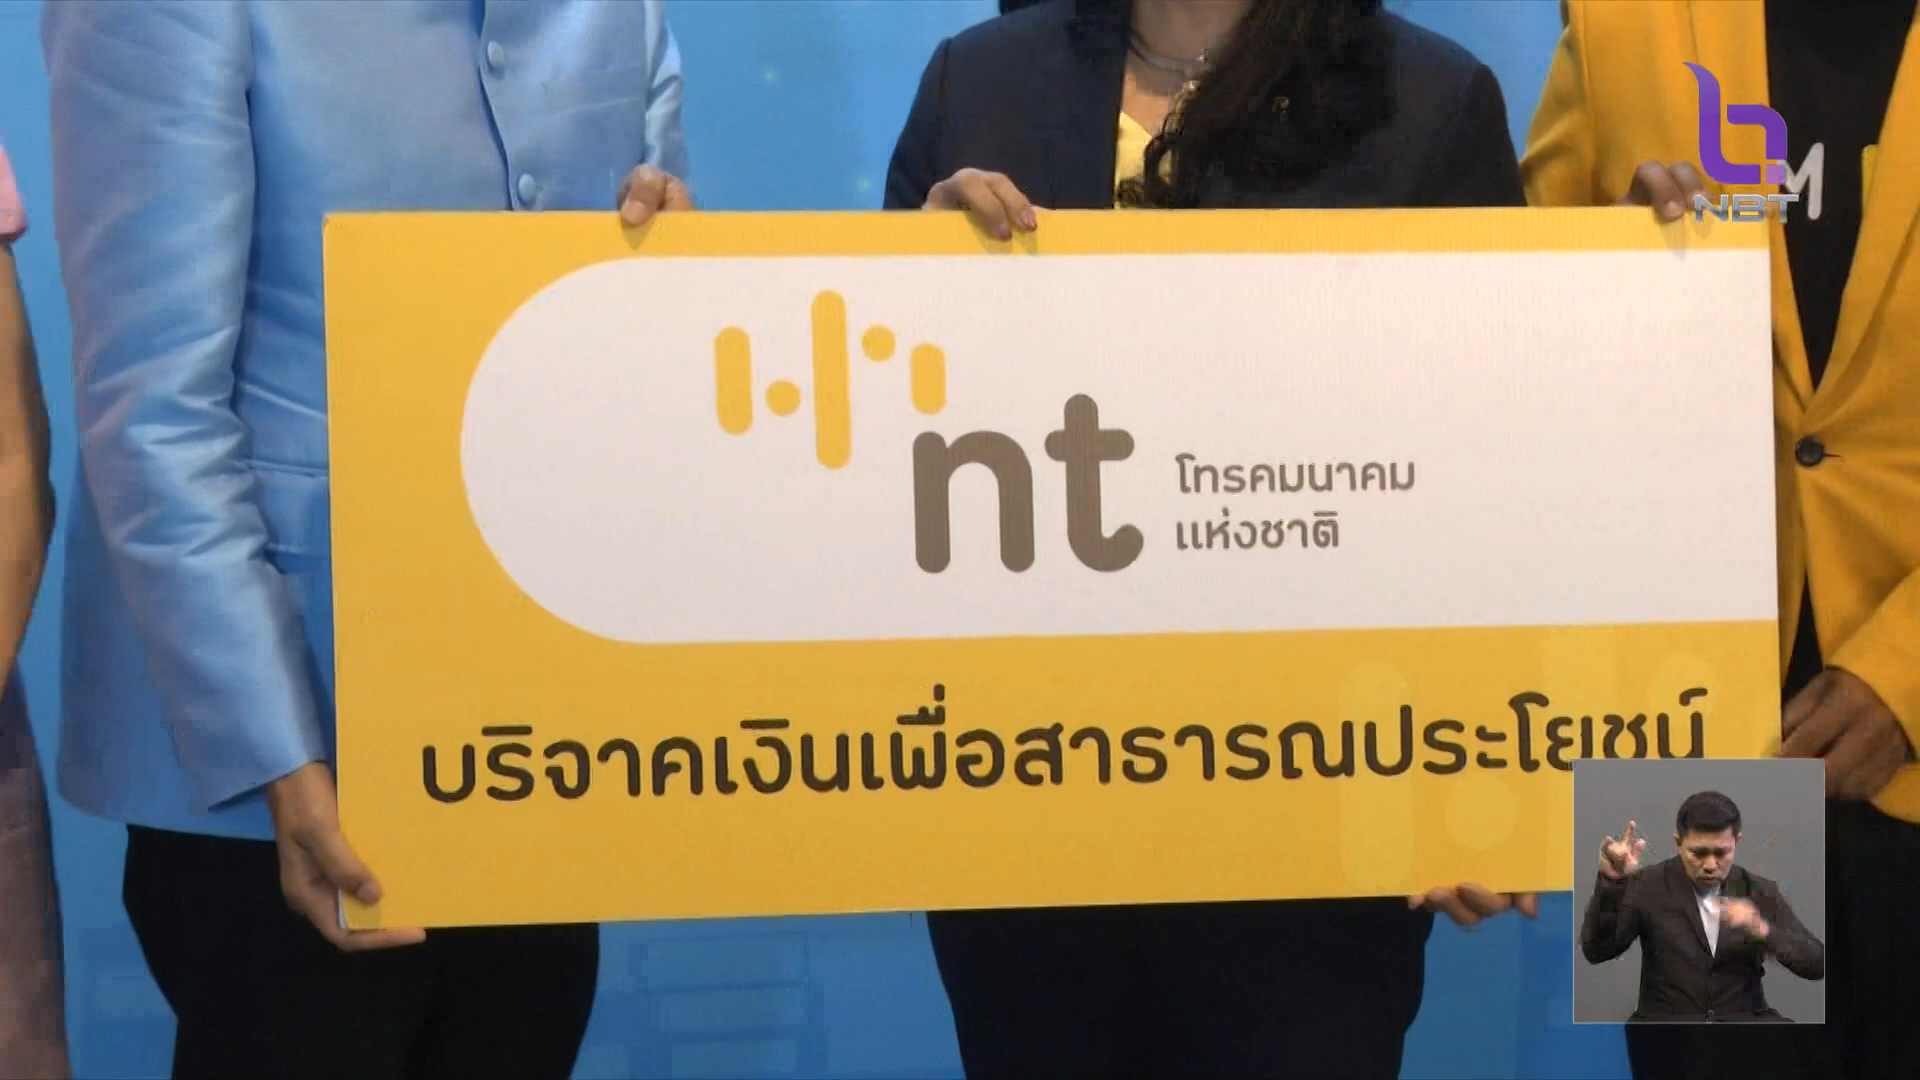 NBT
M
nt
โทรคมนาคม
แห่งชาติ
บริจาคเงินเพื่อสาธารณประโยชน์